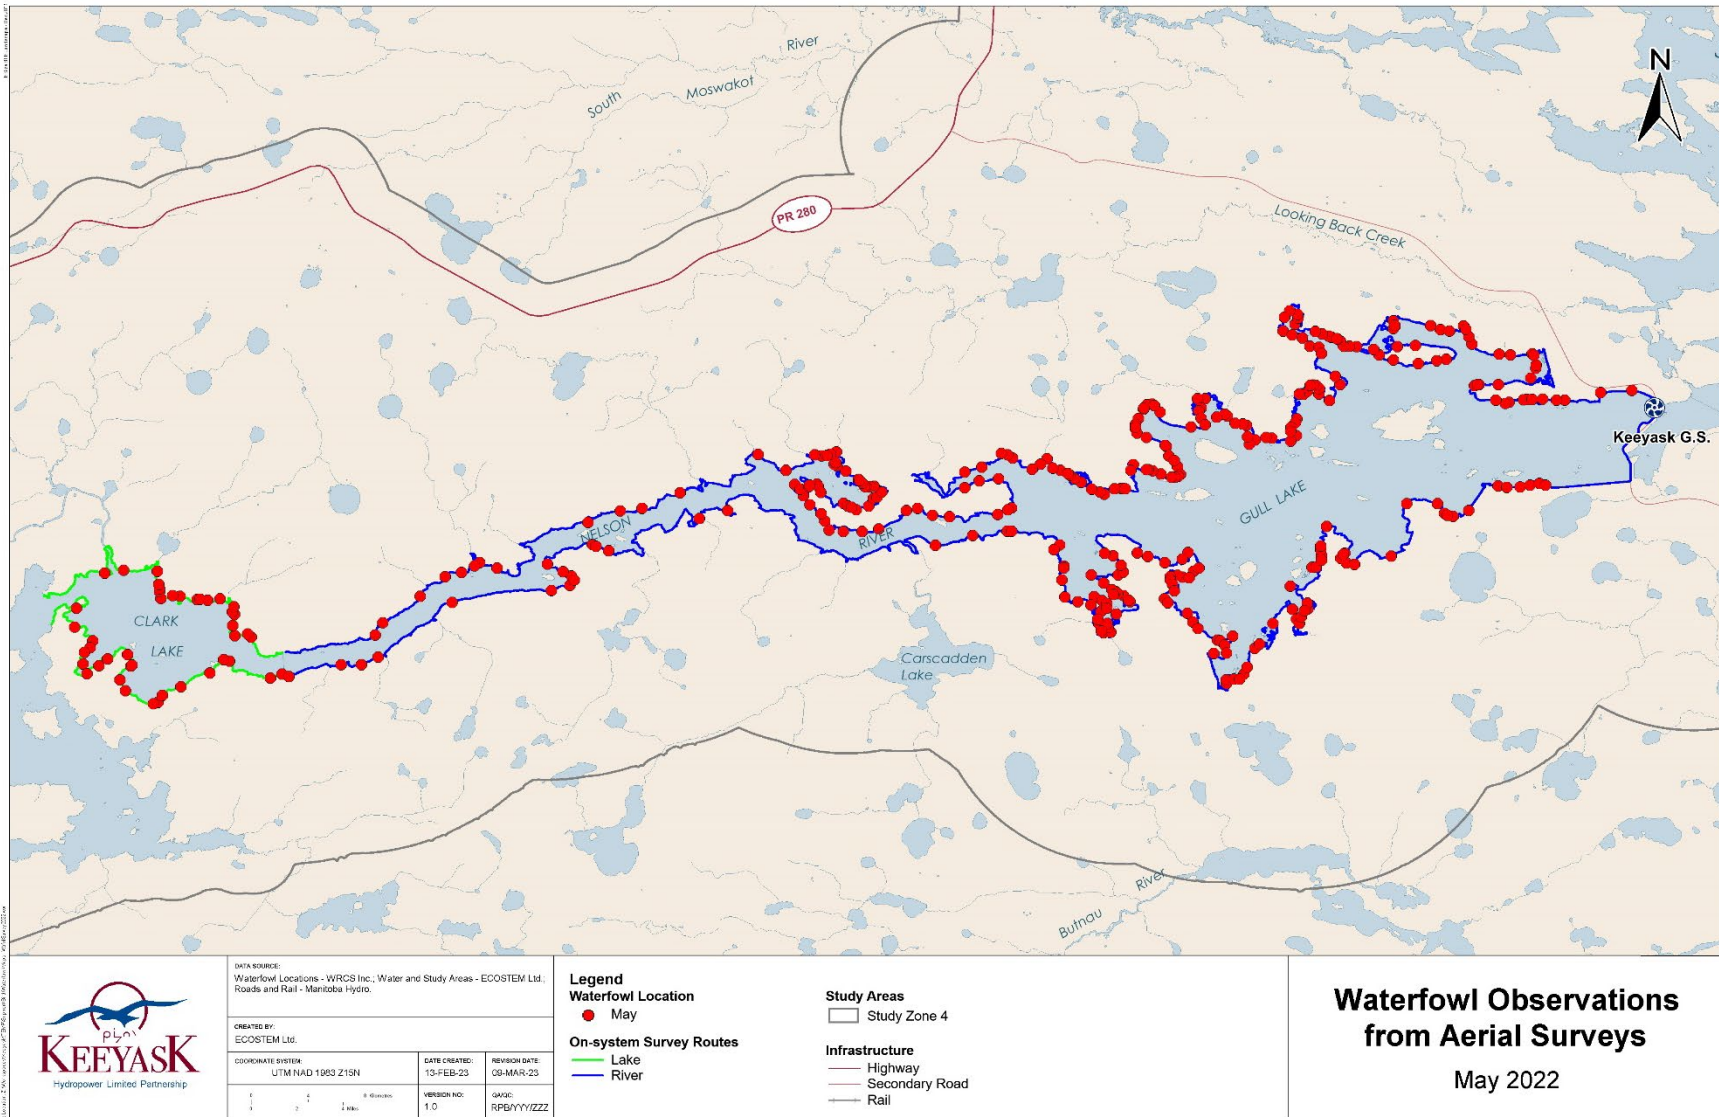 River
South
Moswakot
N
PR 280
Looking Back Creek
Keeyask G.S.
GULL LAKE
NELSON
RIVER
CLARK
LAKE
Carscadden
Lake
River
Butnau
KEEYASK
Hydropower Limited Partnership
DATA SOURCE:
Waterfowl Locations - WRCS Inc.; Water and Study Areas - ECOSTEM Ltd.;
Roads and Rail - Manitoba Hydro.
CREATED BY:
ECOSTEM Ltd.
COORDINATE SYSTEM:
UTM NAD 1983 Z15N
DATE CREATED:
13-FEB-23
REVISION DATE:
09-MAR-23
VERSION NO:
1.0
QA/QC:
RPB/YYY/ZZZ
Legend
Waterfowl Location
May
On-system Survey Routes
Lake
River
Study Areas
Study Zone 4
Infrastructure
Highway
Secondary Road
Rail
Waterfowl Observations
from Aerial Surveys
May 2022